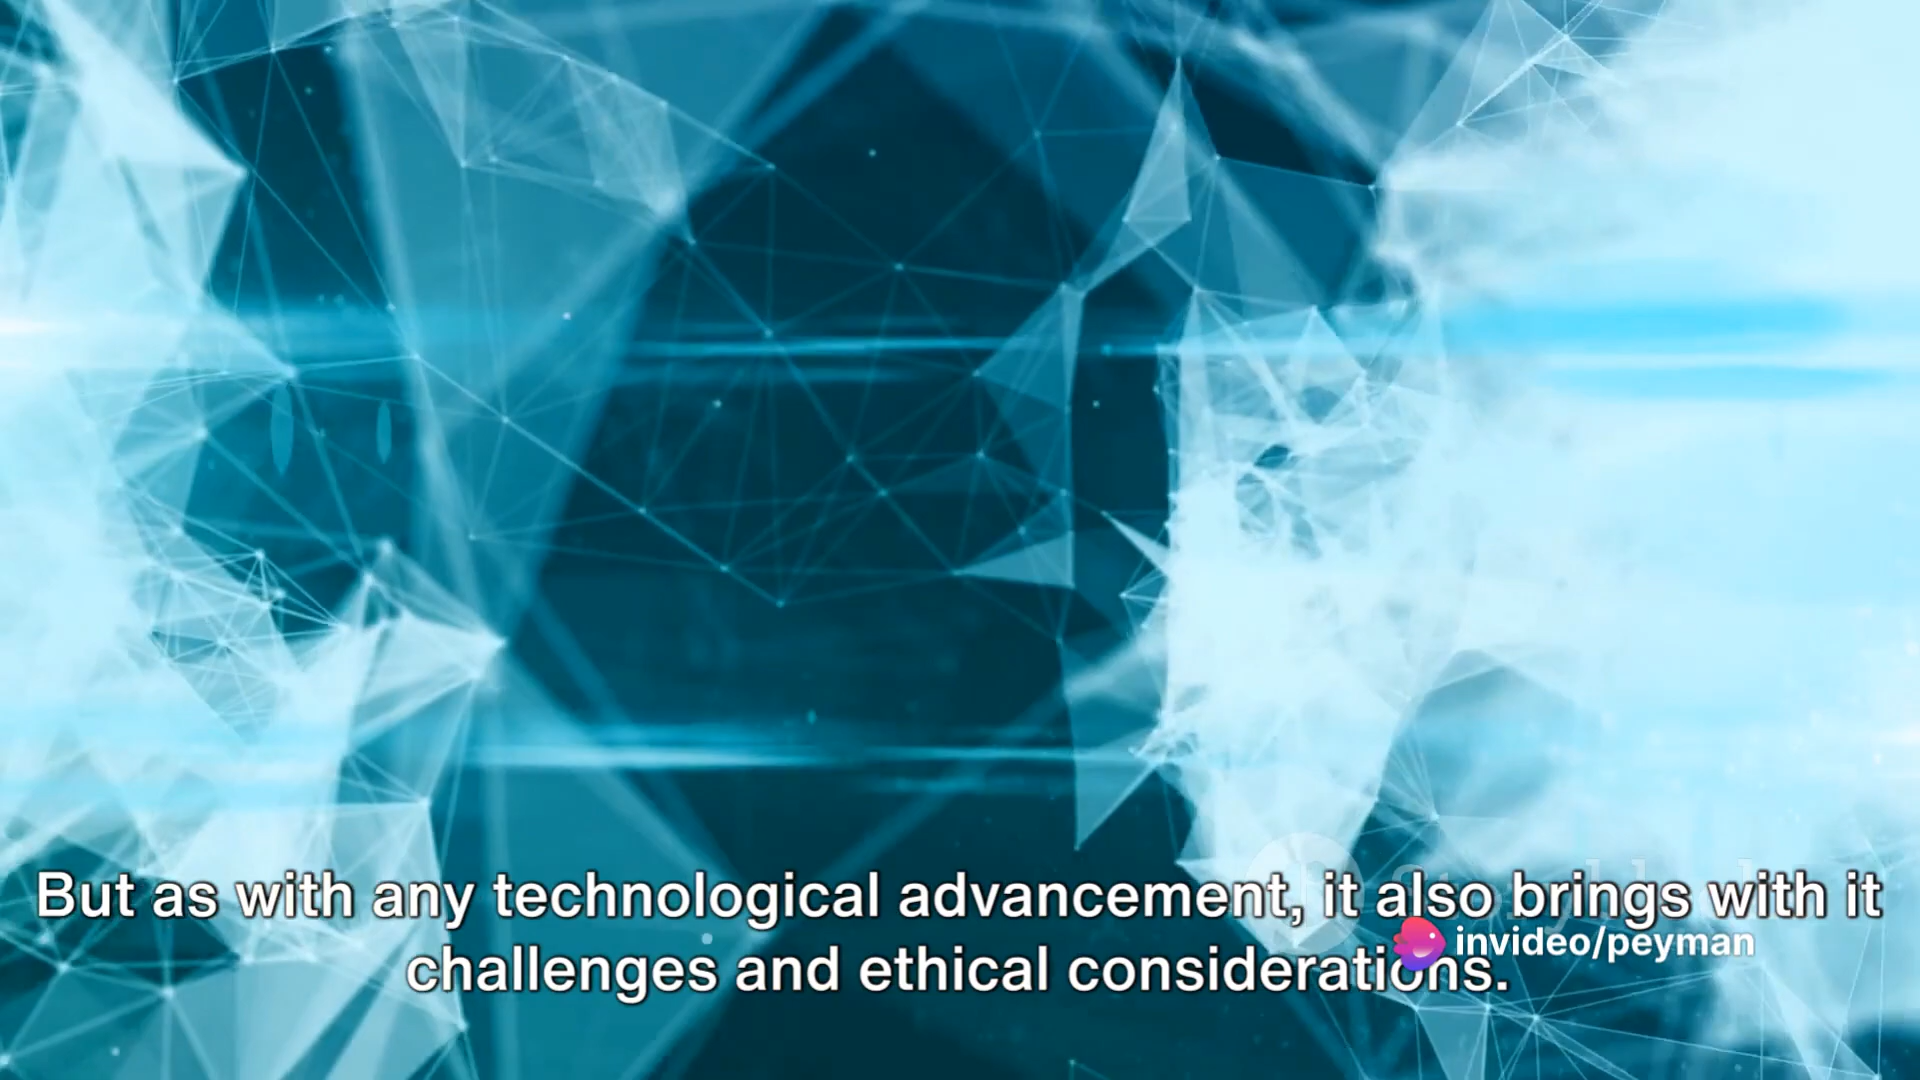 But as with any technological advancement, it also brings with it
challenges and ethical considerations.
invideo/peyman